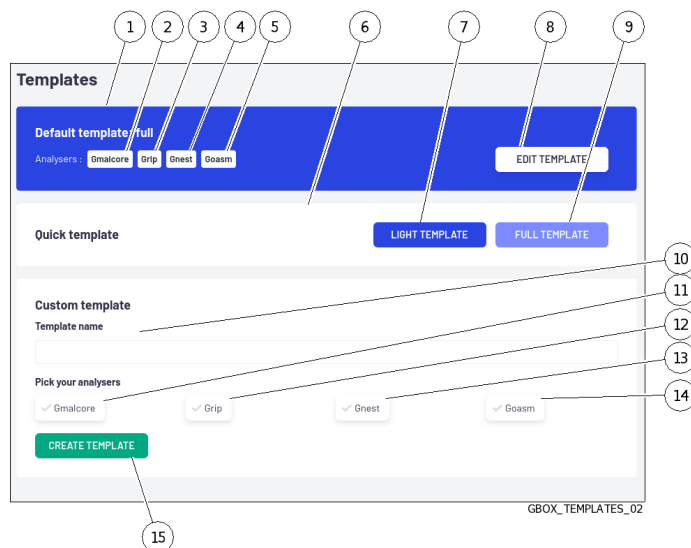 1 2 3 4 5 6 7 8 9
Templates
Default template: full
Analysers : Gmalcore Grip Gnest Goasm
EDIT TEMPLATE
Quick template
LIGHT TEMPLATE
FULL TEMPLATE
10
11
Custom template
Template name
12
13
Pick your analysers
14
Gmalcore Grip Gnest Goasm
CREATE TEMPLATE
GBOX_TEMPLATES_02
15